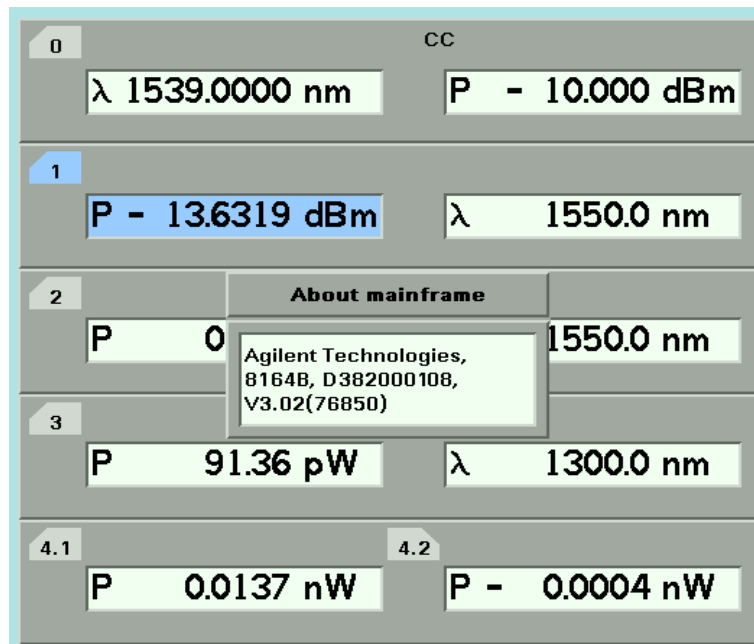 0
CC
λ 1539.0000 nm
P - 10.000 dBm
1
P - 13.6319 dBm
λ 1550.0 nm
2
About mainframe
P 0
1550.0 nm
Agilent Technologies,
8164B, D382000108,
V3.02(76850)
3
P 91.36 pW
λ 1300.0 nm
4.1
4.2
P 0.0137 nW
P - 0.0004 nW